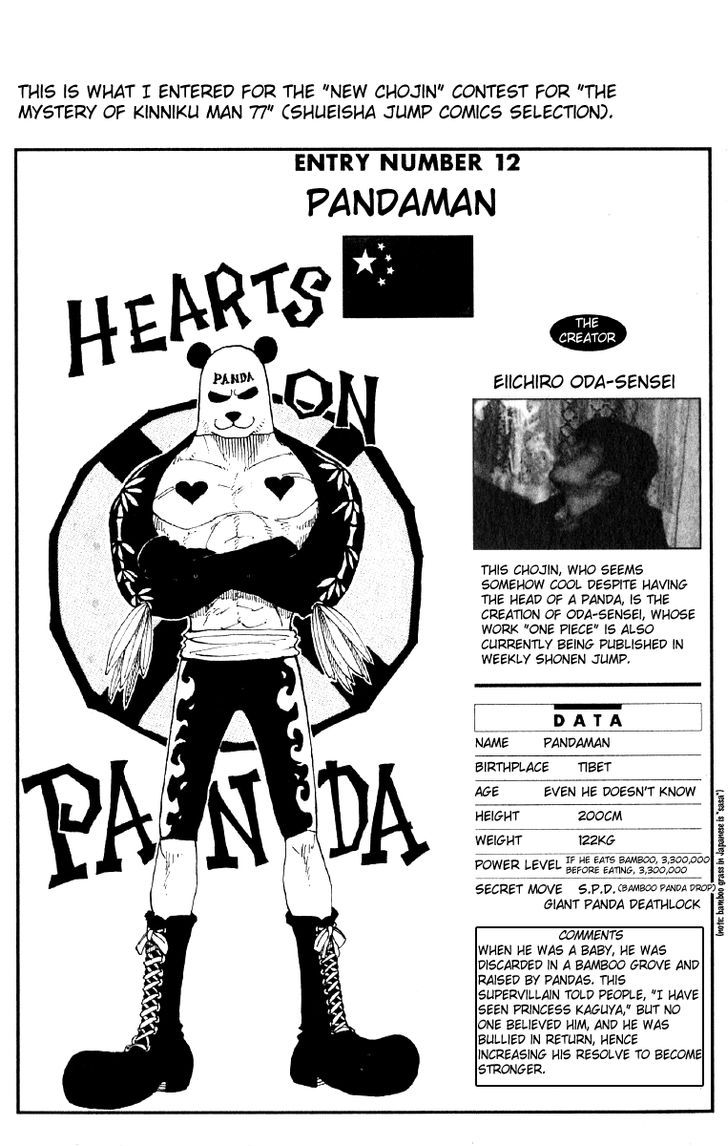 THIS IS WHAT I ENTERED FOR THE "NEW CHOJIN" CONTEST FOR "THE
MYSTERY OF KINNIKU MAN 77" (SHUEISHA JUMP COMICS SELECTION).
ENTRY NUMBER 12
PANDAMAN
HEARTS
ON
PANDA
PANDA
THE
CREATOR
EIICHIRO ODA-SENSEI
THIS CHOJIN, WHO SEEMS
SOMEHOW COOL DESPITE HAVING
THE HEAD OF A PANDA, IS THE
CREATION OF ODA-SENSEI, WHOSE
WORK "ONE PIECE" IS ALSO
CURRENTLY BEING PUBLISHED IN
WEEKLY SHONEN JUMP.
DATA
NAME PANDAMAN
BIRTHPLACE TIBET
AGE EVEN HE DOESN'T KNOW
HEIGHT 200CM
WEIGHT 122KG
POWER LEVEL IF HE EATS BAMBOO, 3,300,000
BEFORE EATING, 3,300,000
SECRET MOVE S.P.D. (BAMBOO PANDA DROP)
GIANT PANDA DEATHLOCK
(note: bamboo grass in Japanese is "sasa")
COMMENTS
WHEN HE WAS A BABY, HE WAS
DISCARDED IN A BAMBOO GROVE AND
RAISED BY PANDAS. THIS
SUPERVILLAIN TOLD PEOPLE, "I HAVE
SEEN PRINCESS KAGUYA," BUT NO
ONE BELIEVED HIM, AND HE WAS
BULLIED IN RETURN, HENCE
INCREASING HIS RESOLVE TO BECOME
STRONGER.